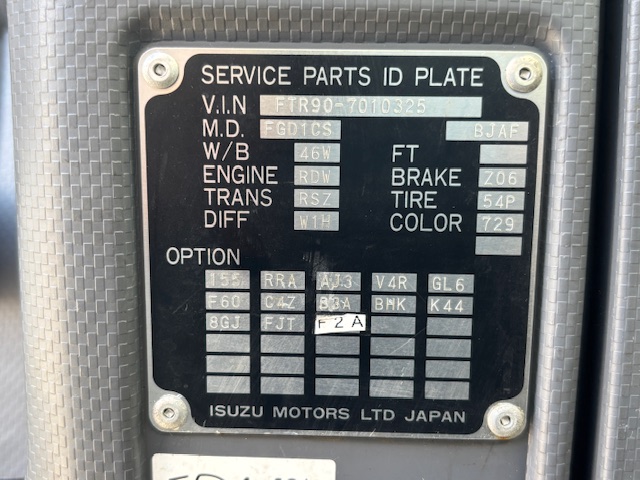 SERVICE PARTS ID PLATE
V.I.N FTR90-7010325
M.D. FGD1CS BJAF
W/B 46W FT
ENGINE RDW BRAKE Z06
TRANS RSZ TIRE 54P
DIFF W1H COLOR 729
OPTION
155 RRA AJ3 V4R GL6
F60 C4Z B3A BMK K44
8GJ FJT F2A
ISUZU MOTORS LTD JAPAN